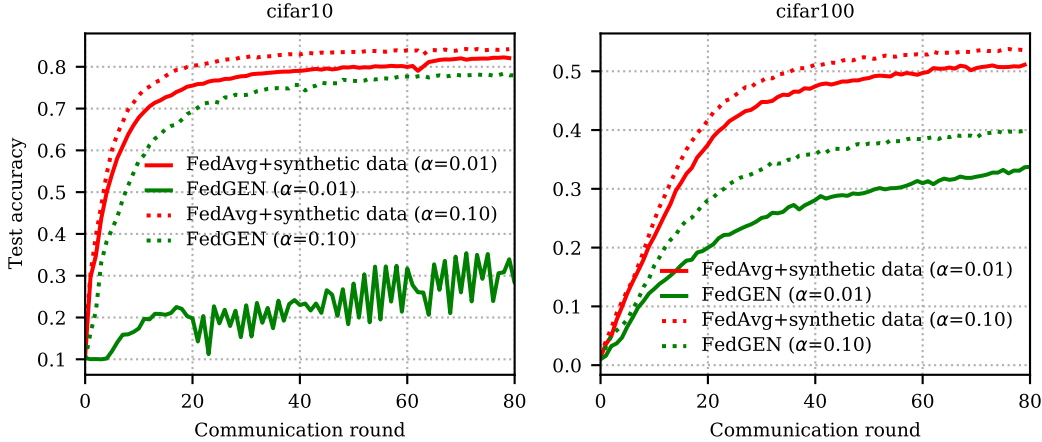 cifar10
Test accuracy
0.8
0.7
0.6
0.5
0.4
0.3
0.2
0.1
FedAvg+synthetic data (α=0.01)
FedGEN (α=0.01)
FedAvg+synthetic data (α=0.10)
FedGEN (α=0.10)
0 20 40 60 80
Communication round
cifar100
0.5
0.4
0.3
0.2
0.1
0.0
FedAvg+synthetic data (α=0.01)
FedGEN (α=0.01)
FedAvg+synthetic data (α=0.10)
FedGEN (α=0.10)
0 20 40 60 80
Communication round